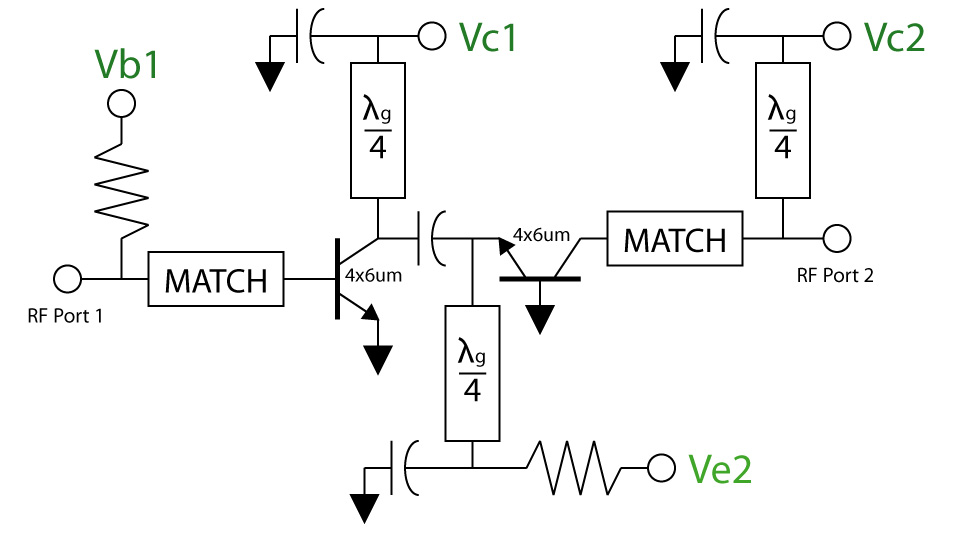 Vc1
Vc2
Vb1
λg
4
λg
4
4x6um
MATCH
MATCH
4x6um
RF Port 2
RF Port 1
λg
4
Ve2